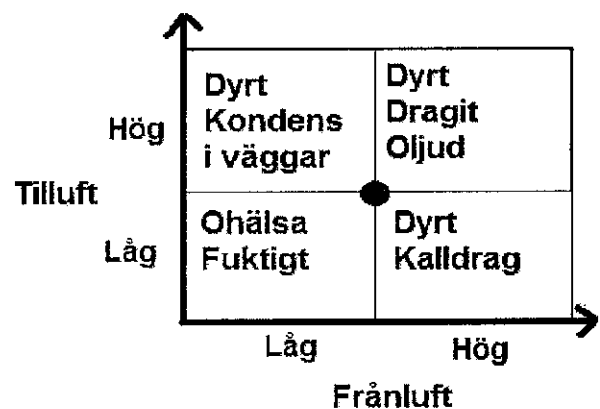 Dyrt
Kondens
i väggar
Dyrt
Dragit
Oljud
Hög
Tilluft
Låg
Ohälsa
Fuktigt
Dyrt
Kalldrag
Låg
Hög
Frånluft